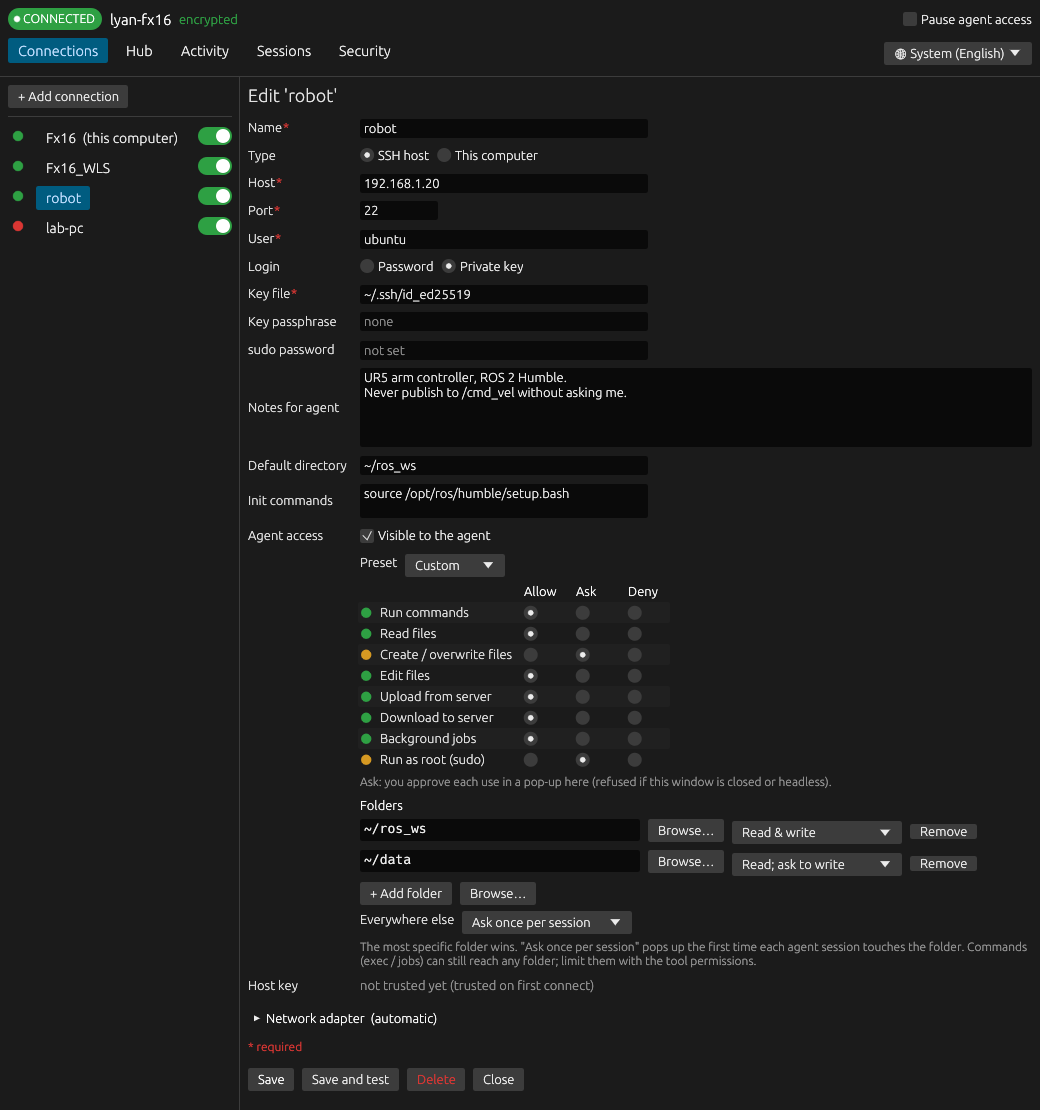 CONNECTED lyan-fx16 encrypted Pause agent access
Connections Hub Activity Sessions Security System (English)
+ Add connection
Fx16 (this computer)
Fx16_WLS
robot
lab-pc
Edit 'robot'
Name* robot
Type SSH host This computer
Host* 192.168.1.20
Port* 22
User* ubuntu
Login Password Private key
Key file* ~/.ssh/id_ed25519
Key passphrase none
sudo password not set
Notes for agent
UR5 arm controller, ROS 2 Humble.
Never publish to /cmd_vel without asking me.
Default directory ~/ros_ws
Init commands source /opt/ros/humble/setup.bash
Agent access Visible to the agent
Preset Custom
Allow Ask Deny
Run commands
Read files
Create / overwrite files
Edit files
Upload from server
Download to server
Background jobs
Run as root (sudo)
Ask: you approve each use in a pop-up here (refused if this window is closed or headless).
Folders
~/ros_ws Browse... Read & write Remove
~/data Browse... Read; ask to write Remove
+ Add folder Browse...
Everywhere else Ask once per session
The most specific folder wins. "Ask once per session" pops up the first time each agent session touches the folder. Commands
(exec / jobs) can still reach any folder; limit them with the tool permissions.
Host key not trusted yet (trusted on first connect)
Network adapter (automatic)
* required
Save Save and test Delete Close